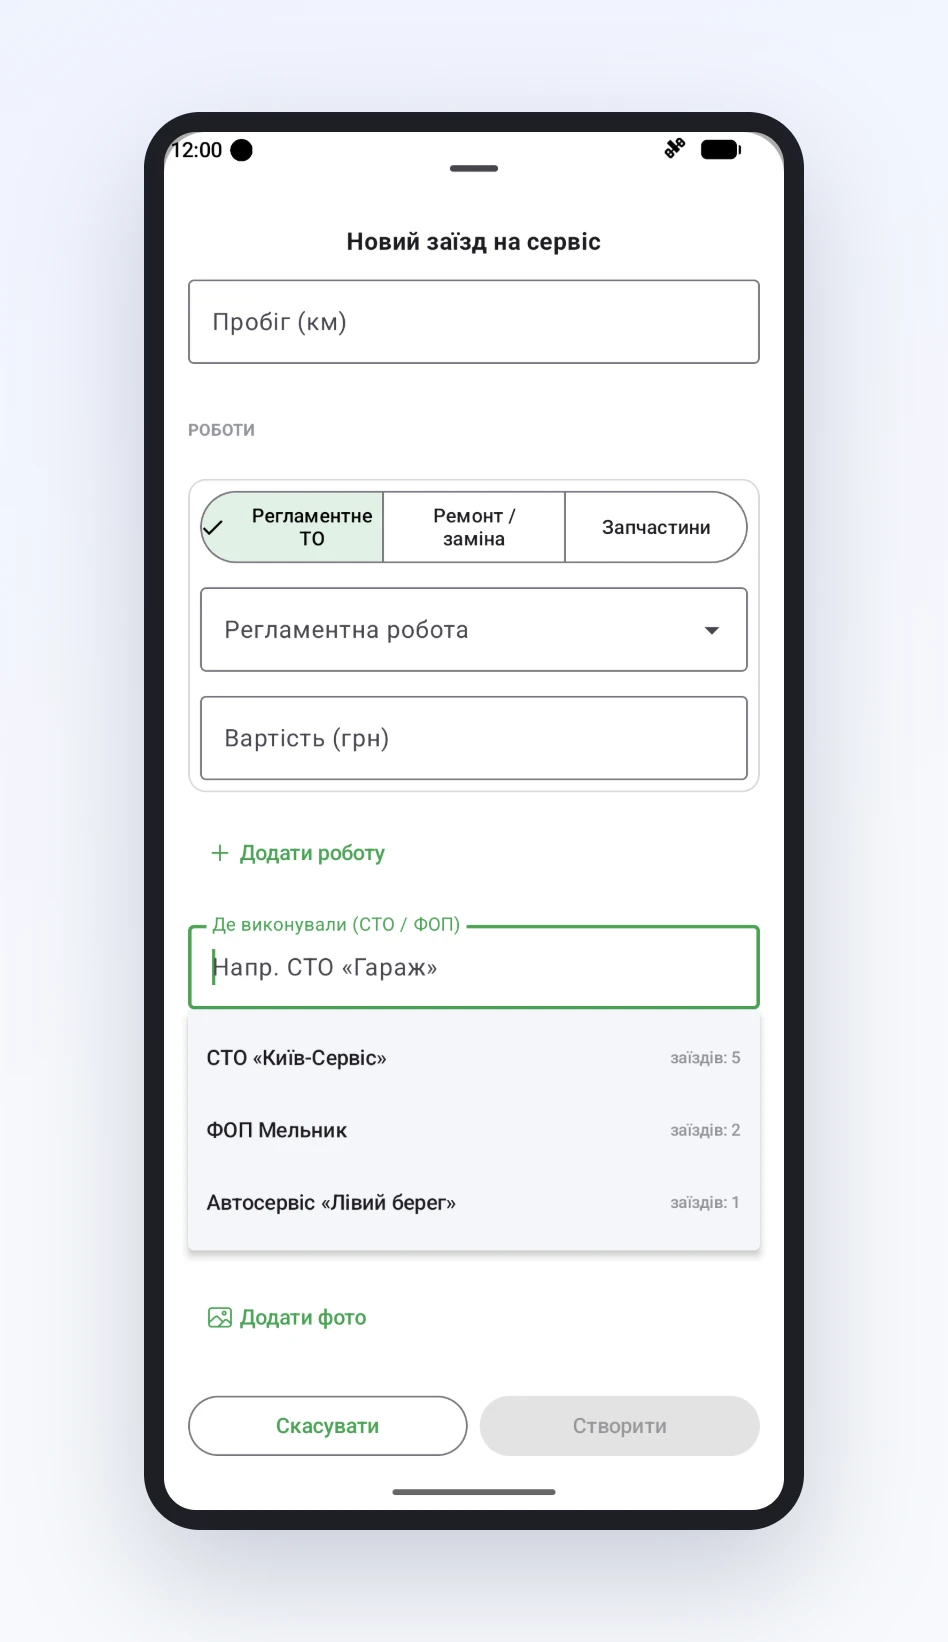 12:00
Новий заїзд на сервіс
Пробіг (км)
РОБОТИ
Регламентне
ТО
Ремонт /
заміна
Запчастини
Регламентна робота
Вартість (грн)
Додати роботу
Де виконували (СТО / ФОП)
Напр. СТО «Гараж»
СТО «Київ-Сервіс» заїздів: 5
ФОП Мельник заїздів: 2
Автосервіс «Лівий берег» заїздів: 1
Додати фото
Скасувати Створити